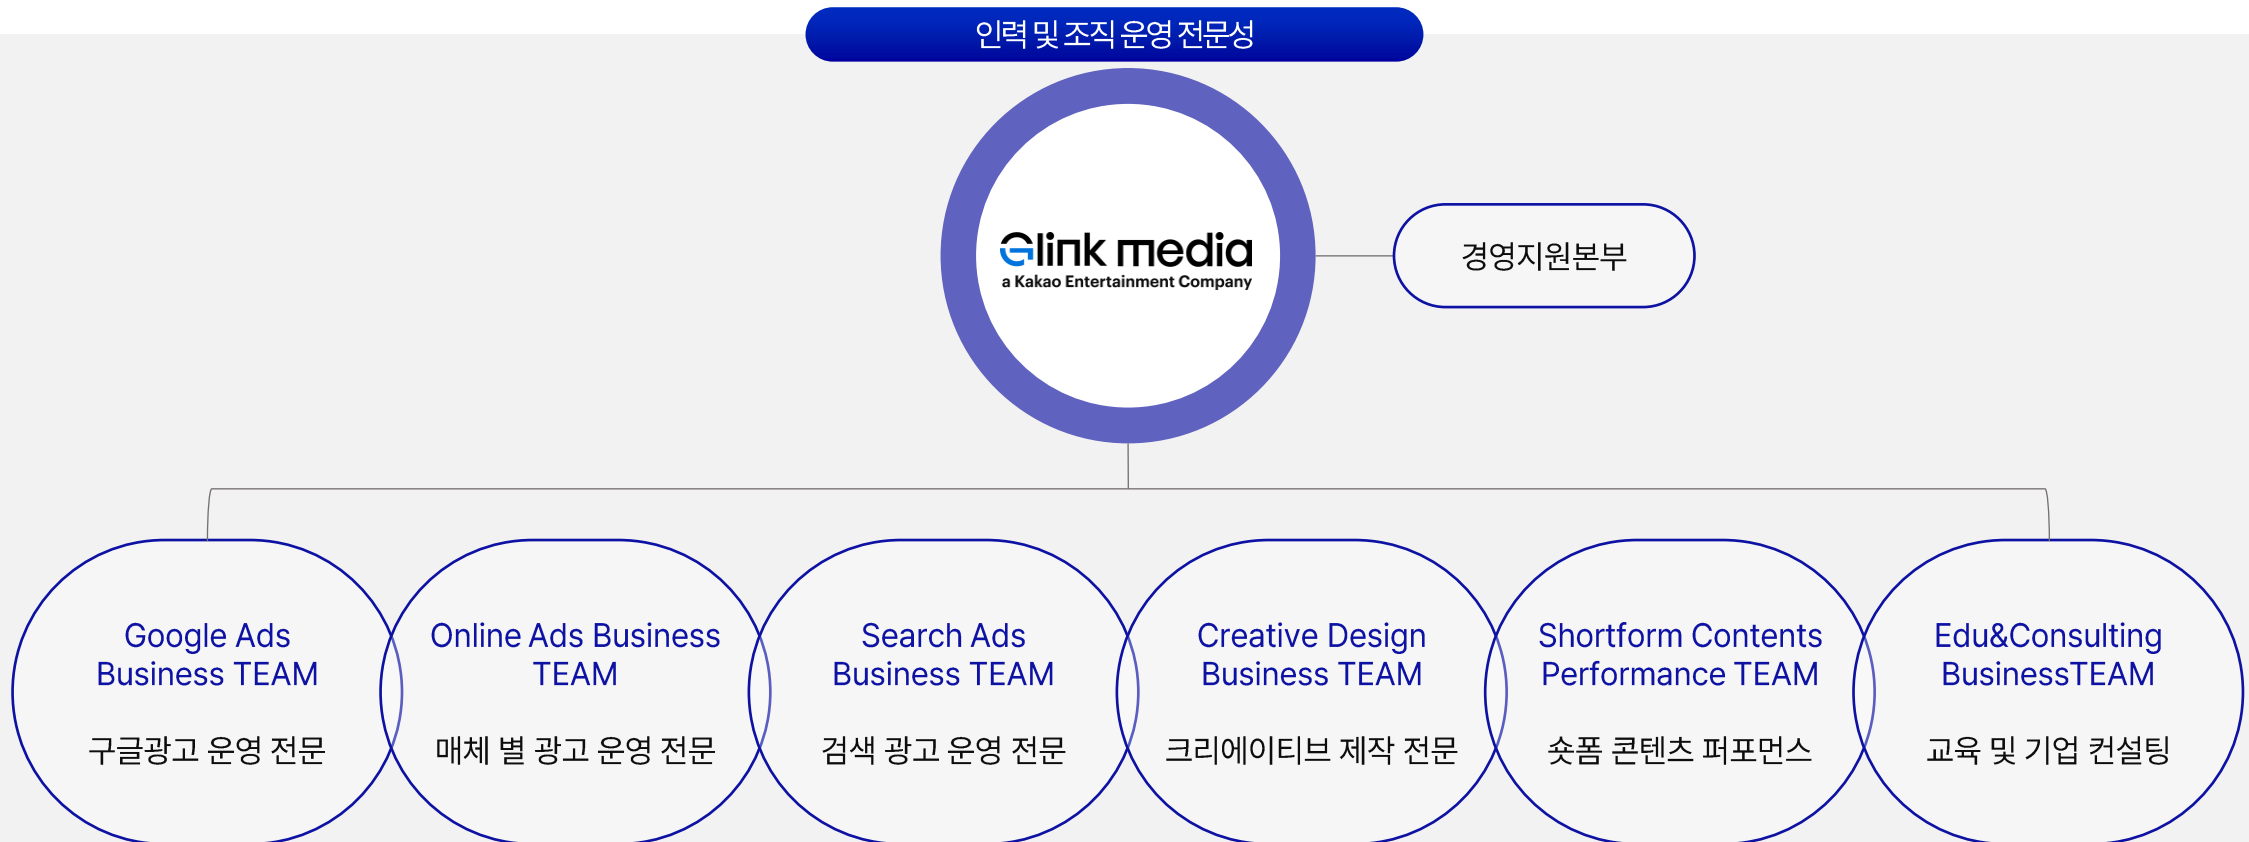 인력 및 조직 운영 전문성
Glink media
a Kakao Entertainment Company
경영지원본부
Google Ads
Business TEAM
구글광고 운영 전문
Online Ads Business
TEAM
매체 별 광고 운영 전문
Search Ads
Business TEAM
검색 광고 운영 전문
Creative Design
Business TEAM
크리에이티브 제작 전문
Shortform Contents
Performance TEAM
숏폼 콘텐츠 퍼포먼스
Edu&Consulting
BusinessTEAM
교육 및 기업 컨설팅